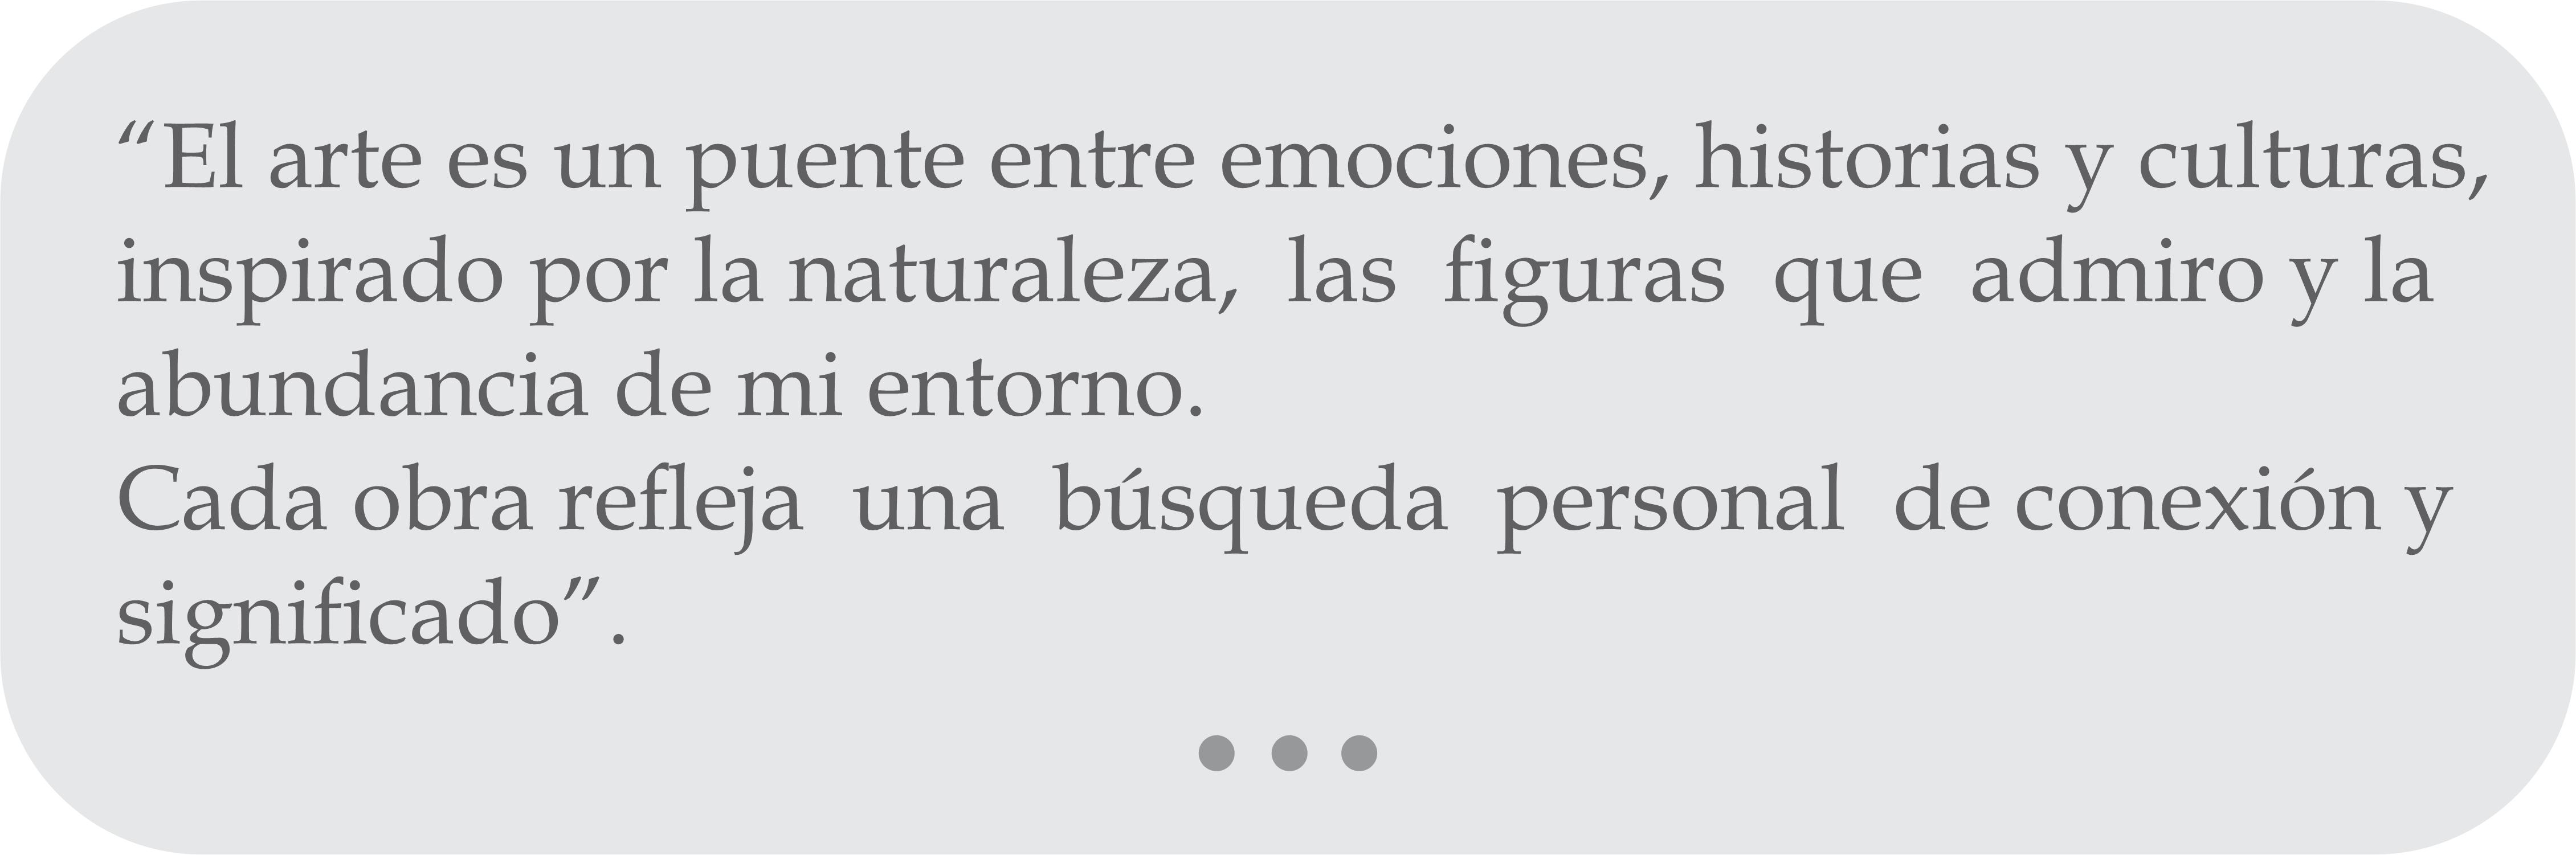 “El arte es un puente entre emociones, historias y culturas,
inspirado por la naturaleza, las figuras que admiro y la
abundancia de mi entorno.
Cada obra refleja una búsqueda personal de conexión y
significado”.